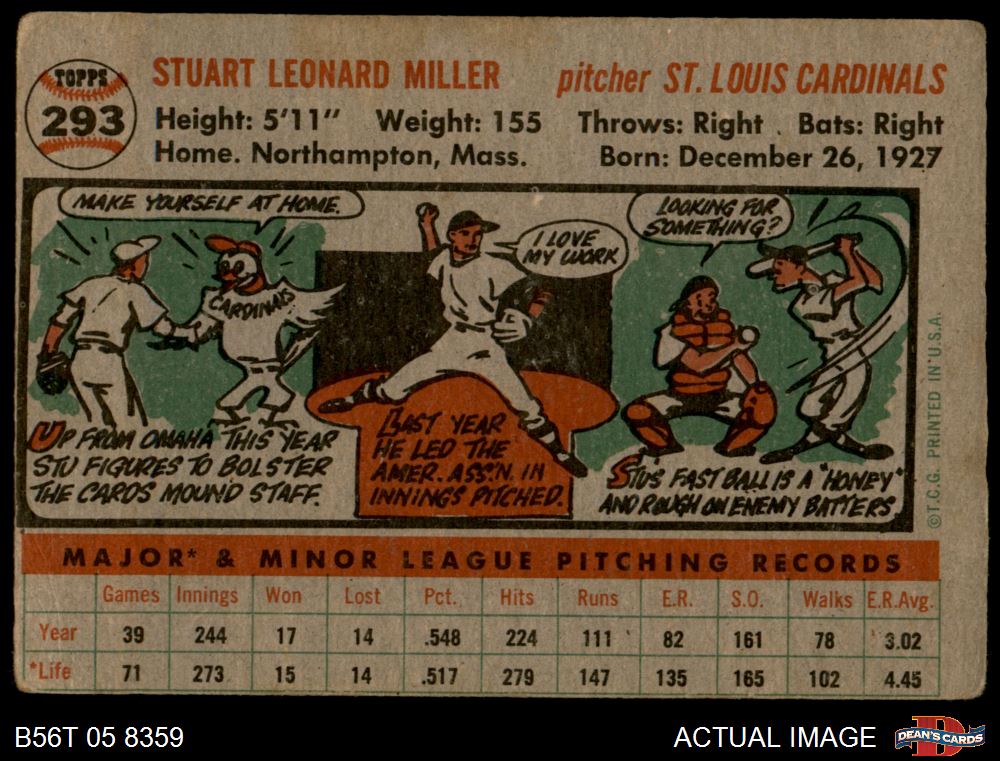 TOPPS
293
STUART LEONARD MILLER pitcher ST. LOUIS CARDINALS
Height: 5'11" Weight: 155 Throws: Right Bats: Right
Home. Northampton, Mass. Born: December 26, 1927
MAKE YOURSELF AT HOME.
CARDINALS
UP FROM OMAHA THIS YEAR
STU FIGURES TO BOLSTER
THE CARDS MOUND STAFF.
I LOVE
MY WORK
LAST YEAR
HE LED THE
AMER. ASS'N. IN
INNINGS PITCHED.
LOOKING FOR
SOMETHING?
STU'S FAST BALL IS A "HONEY"
AND ROUGH ON ENEMY BATTERS.
©T.C.G. PRINTED IN U.S.A.
MAJOR* & MINOR LEAGUE PITCHING RECORDS
Games Innings Won Lost Pct. Hits Runs E.R. S.O. Walks E.R.Avg.
Year 39 244 17 14 .548 224 111 82 161 78 3.02
*Life 71 273 15 14 .517 279 147 135 165 102 4.45
B56T 05 8359 ACTUAL IMAGE
DEAN'S CARDS